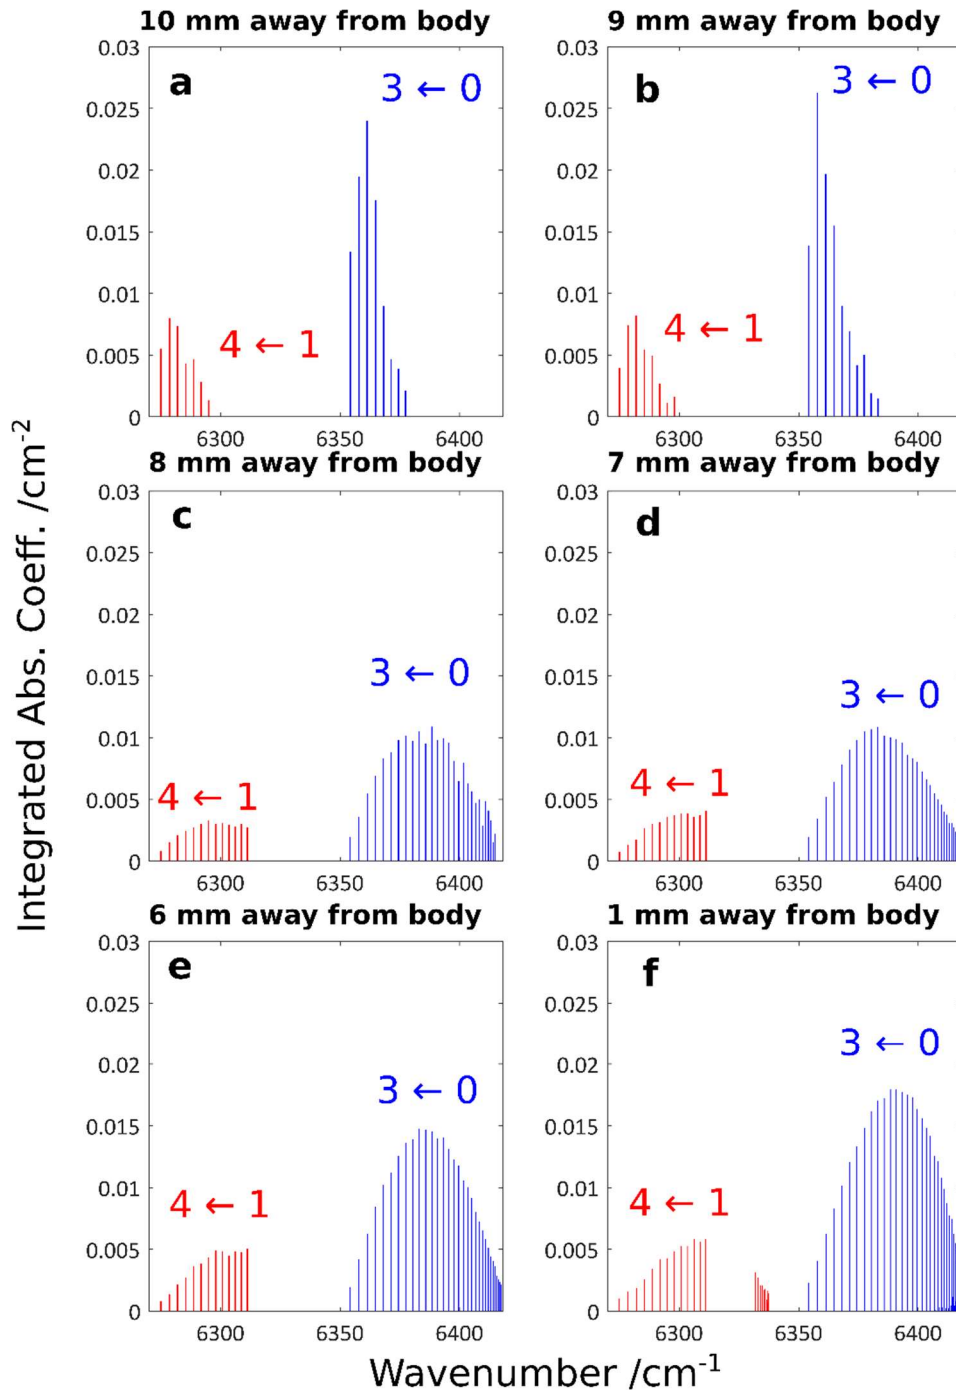 10 mm away from body
9 mm away from body
0.03
0.025
0.02
0.015
0.01
0.005
0
a
3 ← 0
4 ← 1
6300
6350
6400
0.03
0.025
0.02
0.015
0.01
0.005
0
b
3 ← 0
4 ← 1
6300
6350
6400
8 mm away from body
7 mm away from body
0.03
0.025
0.02
0.015
0.01
0.005
0
c
3 ← 0
4 ← 1
6300
6350
6400
0.03
0.025
0.02
0.015
0.01
0.005
0
d
3 ← 0
4 ← 1
6300
6350
6400
6 mm away from body
1 mm away from body
0.03
0.025
0.02
0.015
0.01
0.005
0
e
3 ← 0
4 ← 1
6300
6350
6400
0.03
0.025
0.02
0.015
0.01
0.005
0
f
3 ← 0
4 ← 1
6300
6350
6400
Integrated Abs. Coeff. /cm⁻²
Wavenumber /cm⁻¹